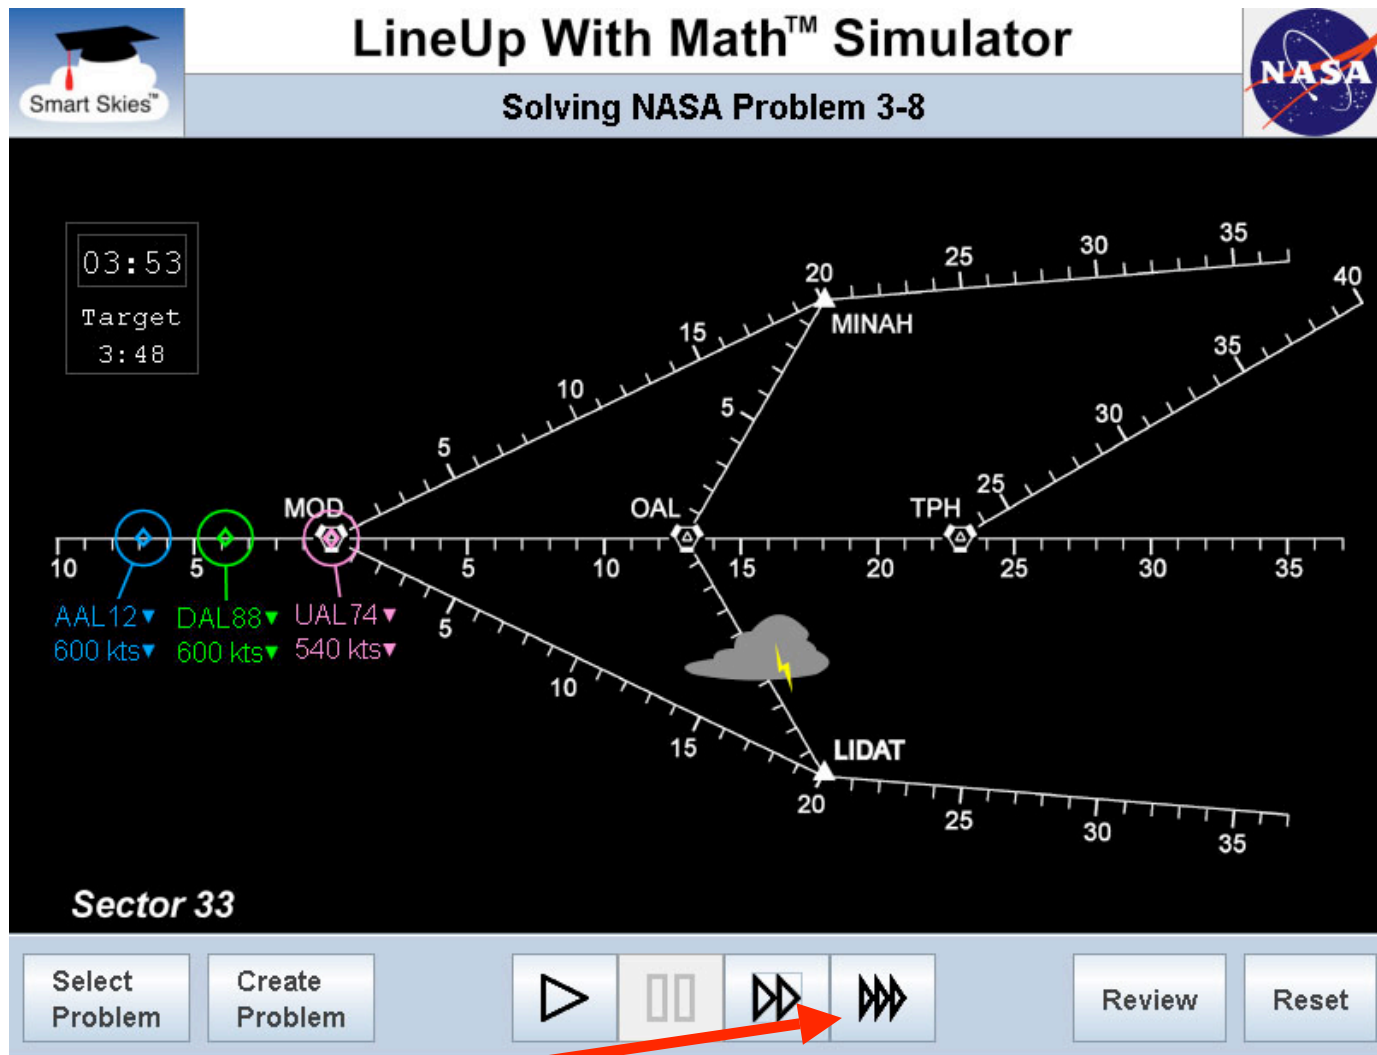 LineUp With Math™ Simulator
Smart Skies™
NASA
Solving NASA Problem 3-8
03:53
Target
3:48
20
25
30
35
40
MINAH
15
35
10
5
30
5
25
MOD
OAL
TPH
10
5
5
10
15
20
25
30
35
AAL12▼
600 kts▼
DAL88▼
600 kts▼
UAL74▼
540 kts▼
5
10
15
LIDAT
20
25
30
35
Sector 33
Select
Problem
Create
Problem
Review
Reset